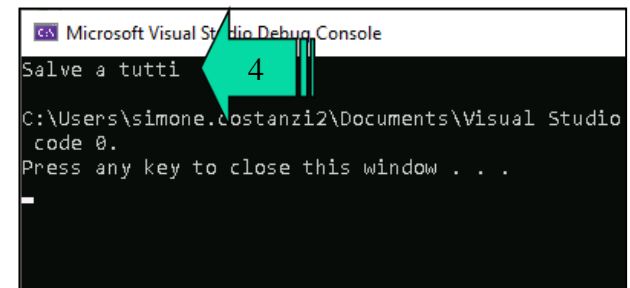 Microsoft Visual Studio Debug Console
Salve a tutti
4
C:\Users\simone.costanzi2\Documents\Visual Studio
code 0.
Press any key to close this window . . .